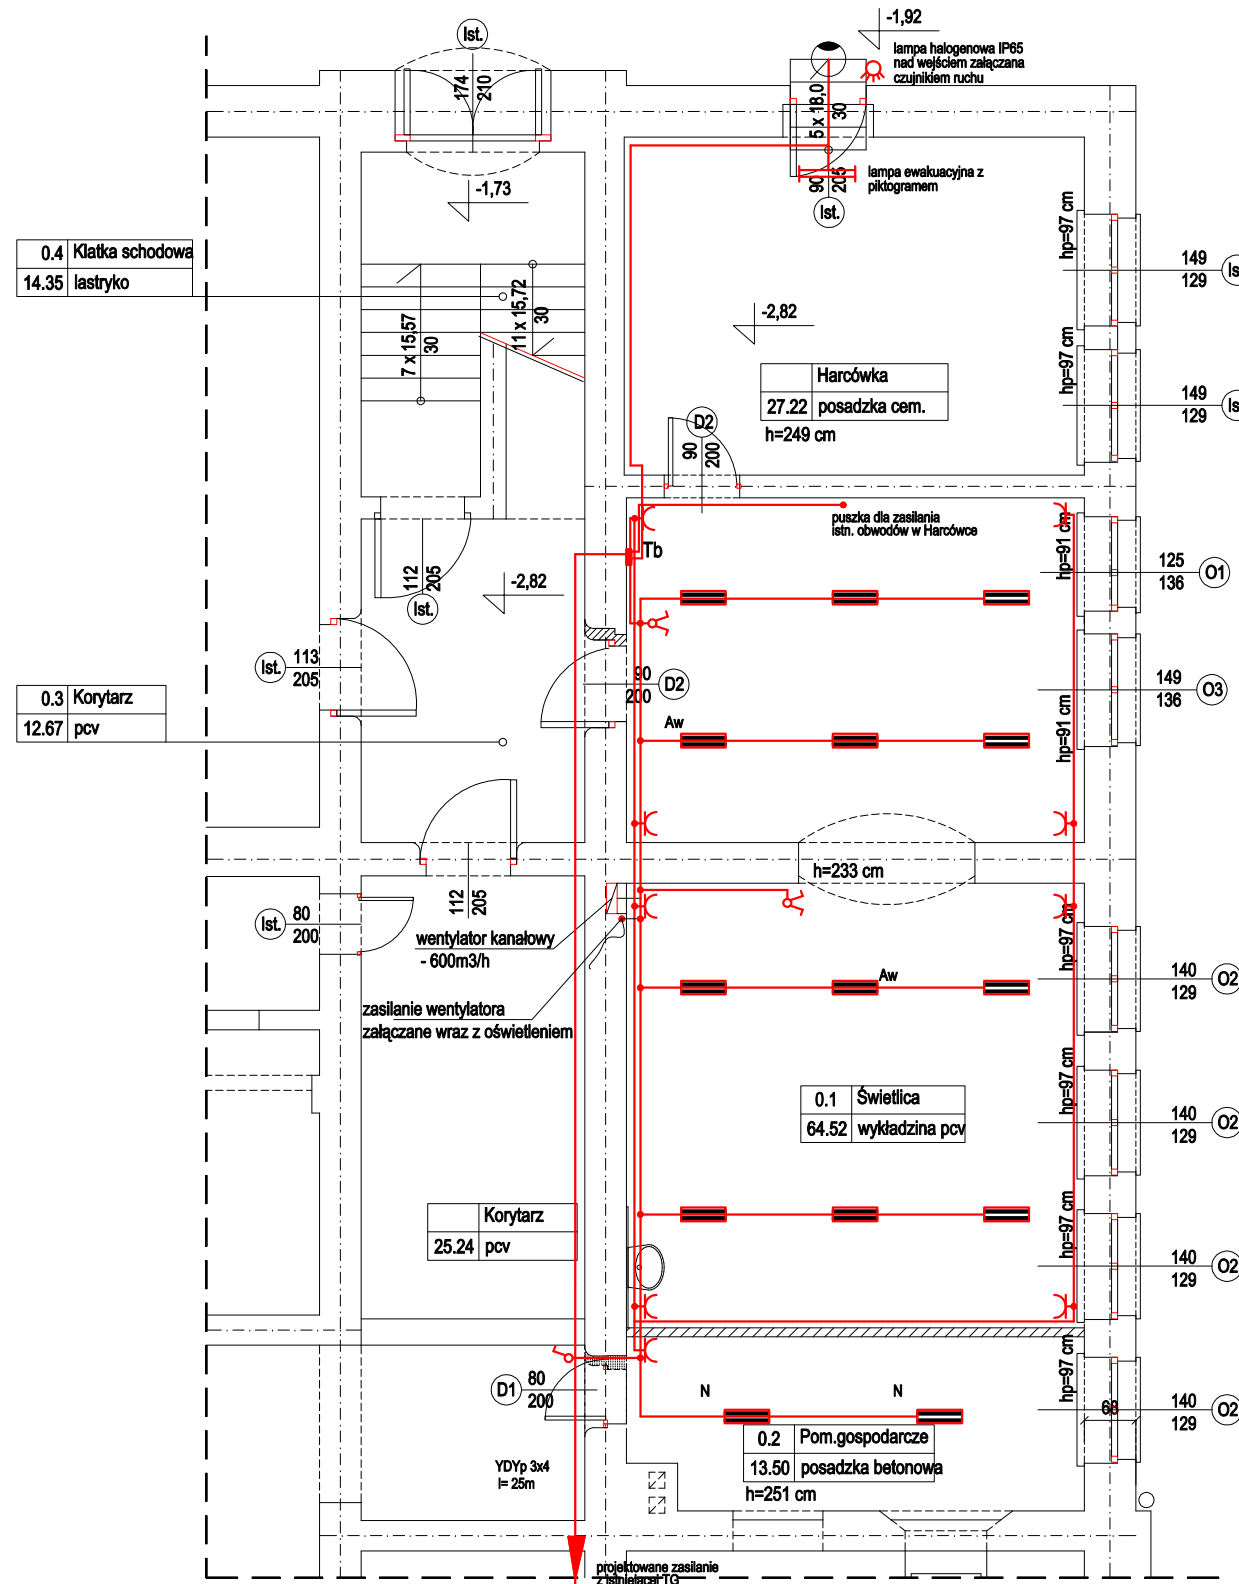 Ist.
-1,92
lampa halogenowa IP65
nad wejściem załączana
czujnikiem ruchu
174
210
5 x 18,0
30
lampa ewakuacyjna z
piktogramem
90
205
Ist.
-1,73
hp=97 cm
0.4 Klatka schodowa
14.35 lastryko
149
129
7 x 15,57
30
11 x 15,72
30
-2,82
hp=97 cm
Harcówka
27.22 posadzka cem.
h=249 cm
149
129
D2
90
200
puszka dla zasilania
istn. obwodów w Harcówce
hp=91 cm
Tb
125
136
O1
112
205
Ist.
-2,82
Ist.
113
205
90
200
D2
149
136
O3
0.3 Korytarz
12.67 pcv
Aw
hp=91 cm
h=233 cm
112
205
Ist.
80
200
wentylator kanałowy
- 600m3/h
hp=97 cm
Aw
140
129
O2
zasilanie wentylatora
załączane wraz z oświetleniem
hp=97 cm
0.1 Świetlica
64.52 wykładzina pcv
140
129
O2
Korytarz
25.24 pcv
hp=97 cm
140
129
O2
hp=97 cm
D1
80
200
N
N
68
140
129
O2
0.2 Pom.gospodarcze
13.50 posadzka betonowa
h=251 cm
YDYp 3x4
l= 25m
projektowane zasilanie
z istniejącej TG